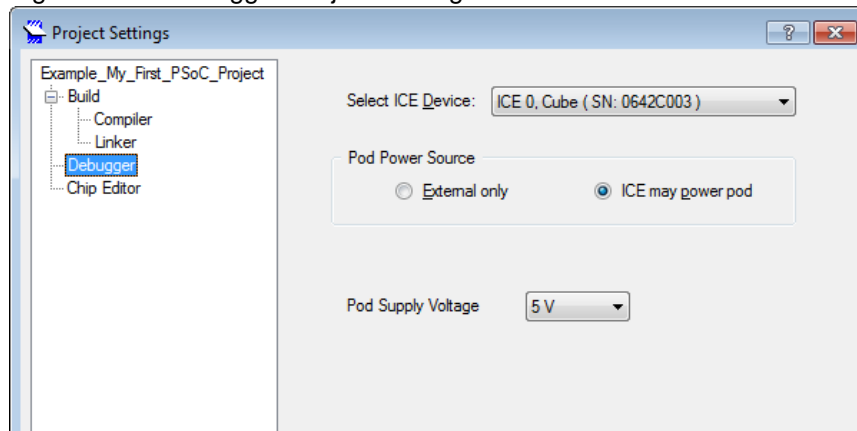 Project Settings
Example_My_First_PSoC_Project
Build
Compiler
Linker
Debugger
Chip Editor
Select ICE Device: ICE 0, Cube ( SN: 0642C003 )
Pod Power Source
External only ICE may power pod
Pod Supply Voltage 5 V